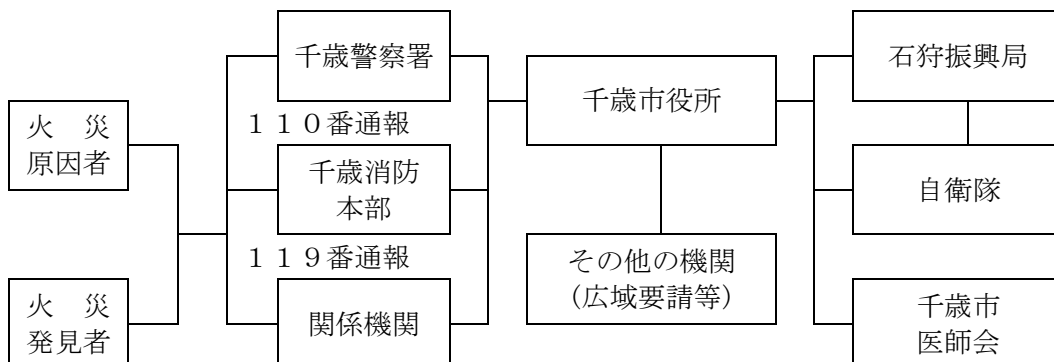 火　災
原因者
火　災
発見者
千歳警察署
１１０番通報
千歳消防
本部
１１９番通報
関係機関
千歳市役所
その他の機関
（広域要請等）
石狩振興局
自衛隊
千歳市
医師会